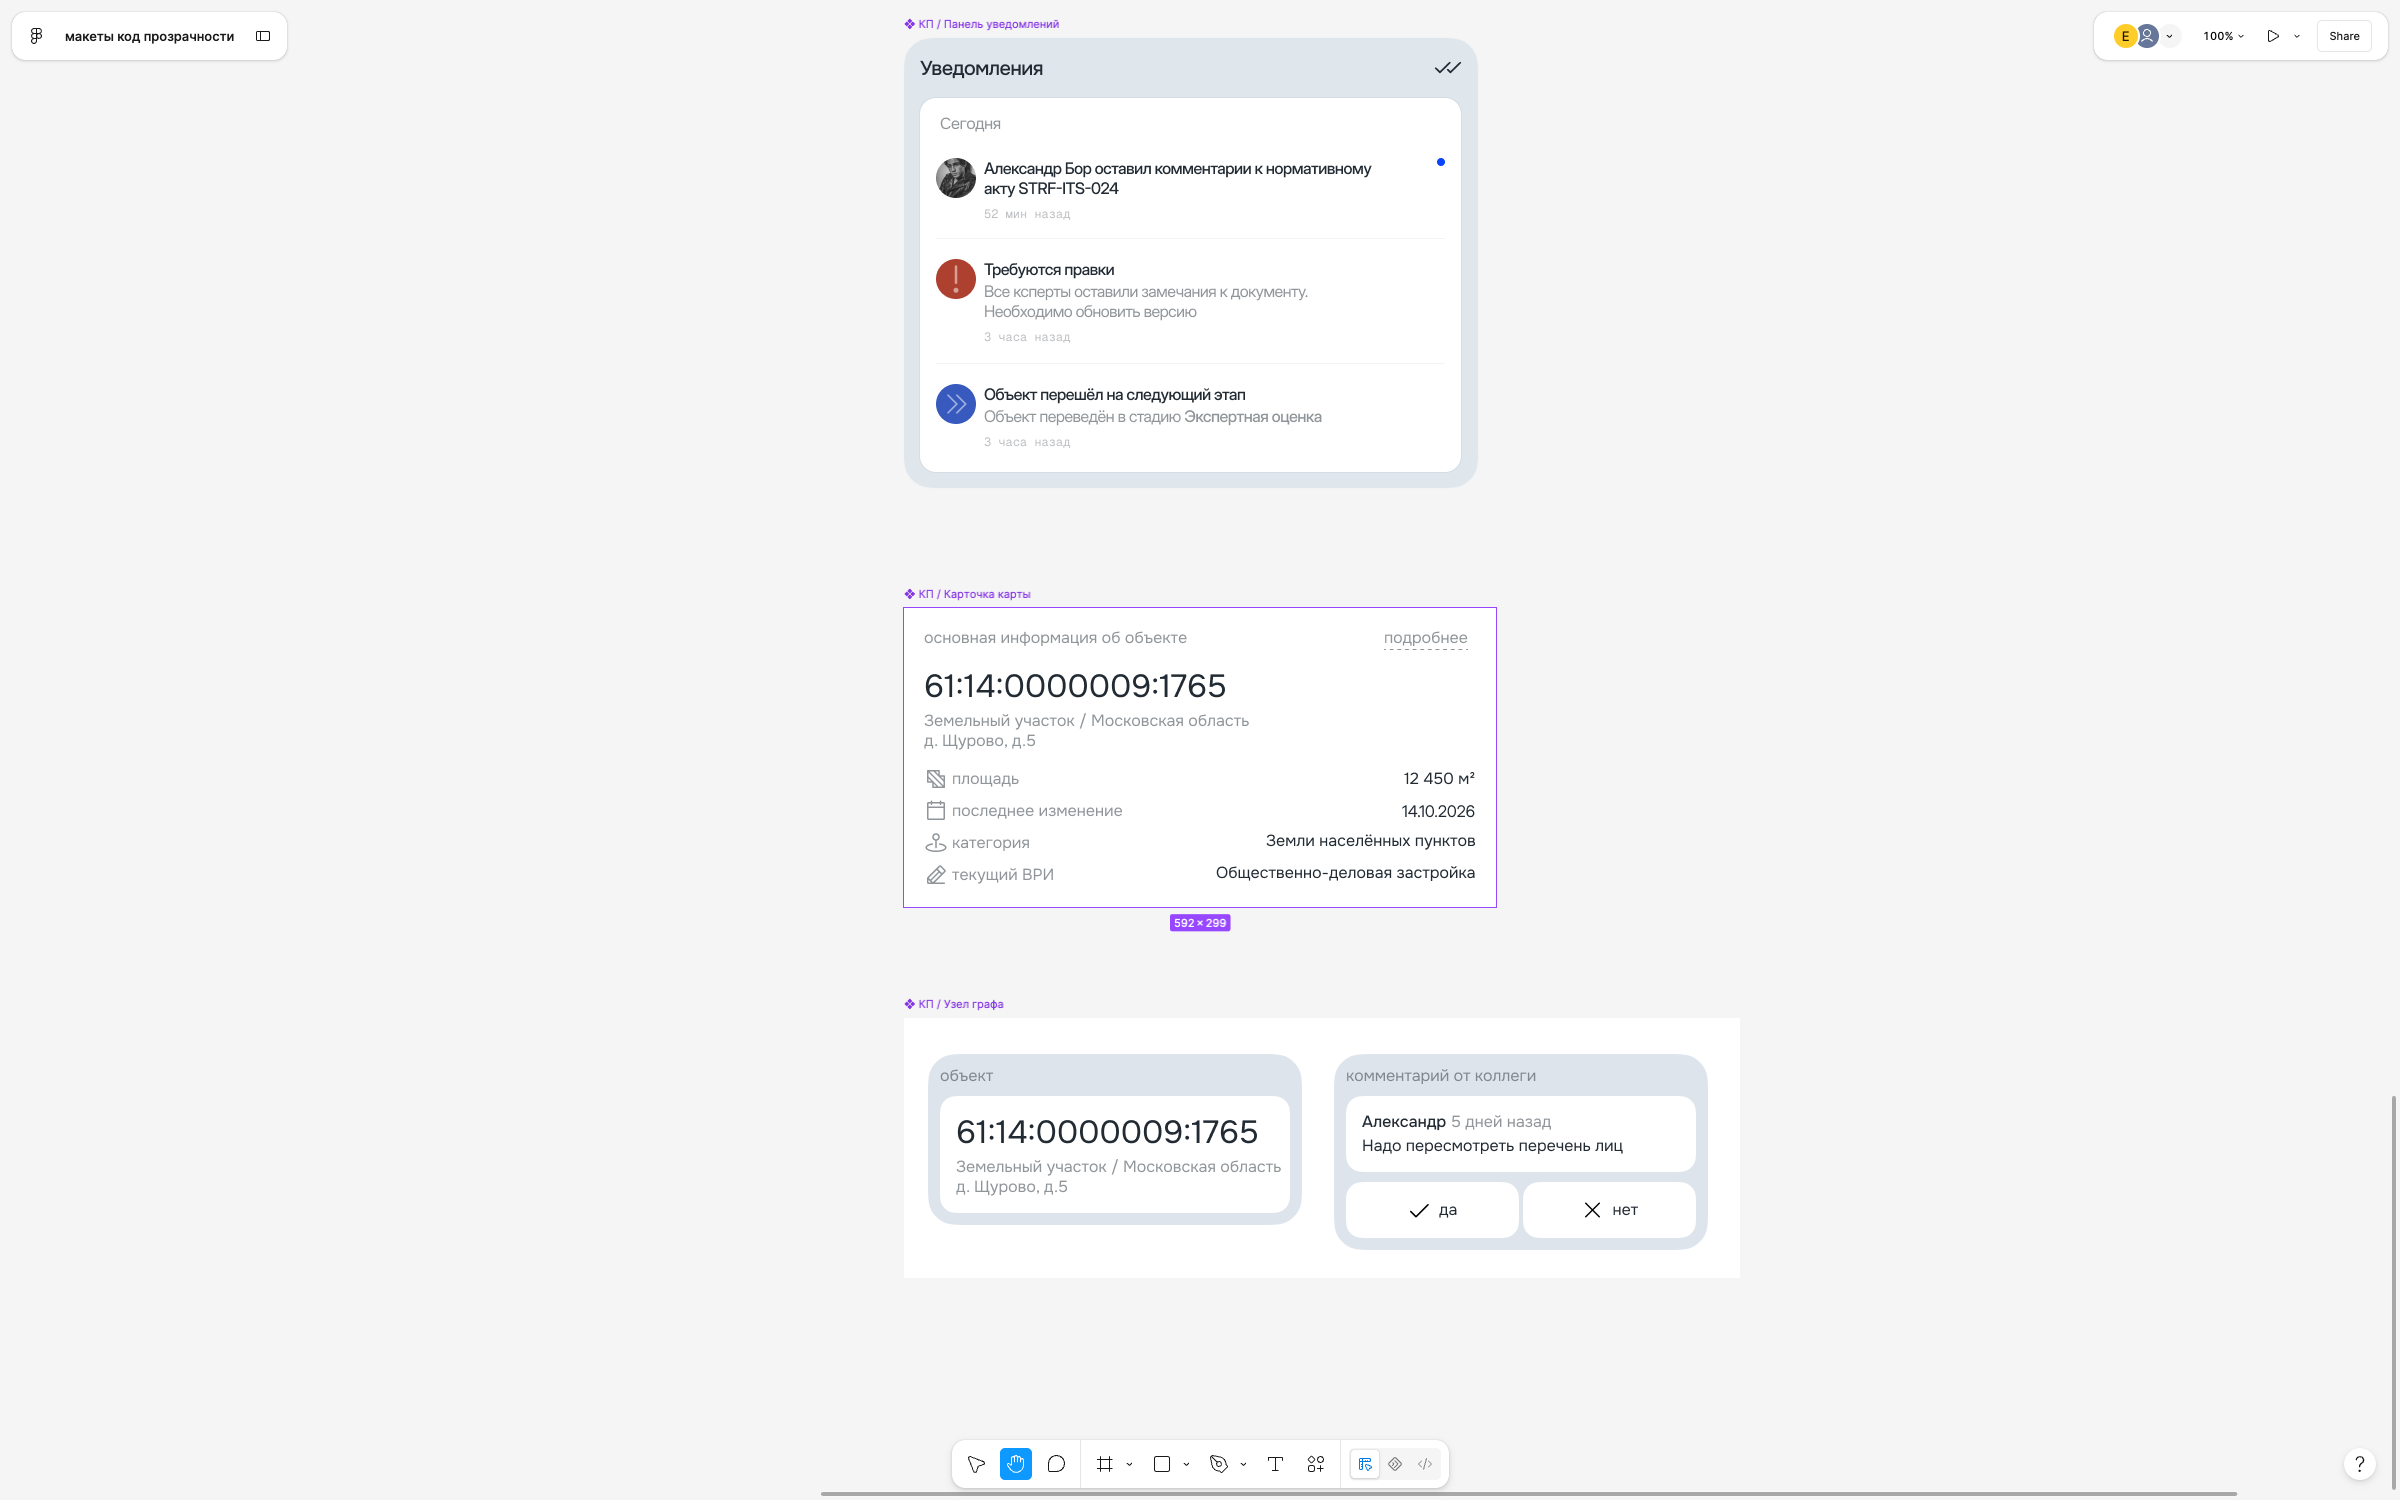 макеты код прозрачности
E
100%
Share
КП / Панель уведомлений
Уведомления
Сегодня
Александр Бор оставил комментарии к нормативному
акту STRF-ITS-024
52 мин назад
Требуются правки
Все ксперты оставили замечания к документу.
Необходимо обновить версию
3 часа назад
Объект перешёл на следующий этап
Объект переведён в стадию Экспертная оценка
3 часа назад
КП / Карточка карты
основная информация об объекте
подробнее
61:14:0000009:1765
Земельный участок / Московская область
д. Щурово, д.5
площадь
12 450 м²
последнее изменение
14.10.2026
категория
Земли населённых пунктов
текущий ВРИ
Общественно-деловая застройка
592 × 299
КП / Узел графа
объект
61:14:0000009:1765
Земельный участок / Московская область
д. Щурово, д.5
комментарий от коллеги
Александр 5 дней назад
Надо пересмотреть перечень лиц
да
нет
?